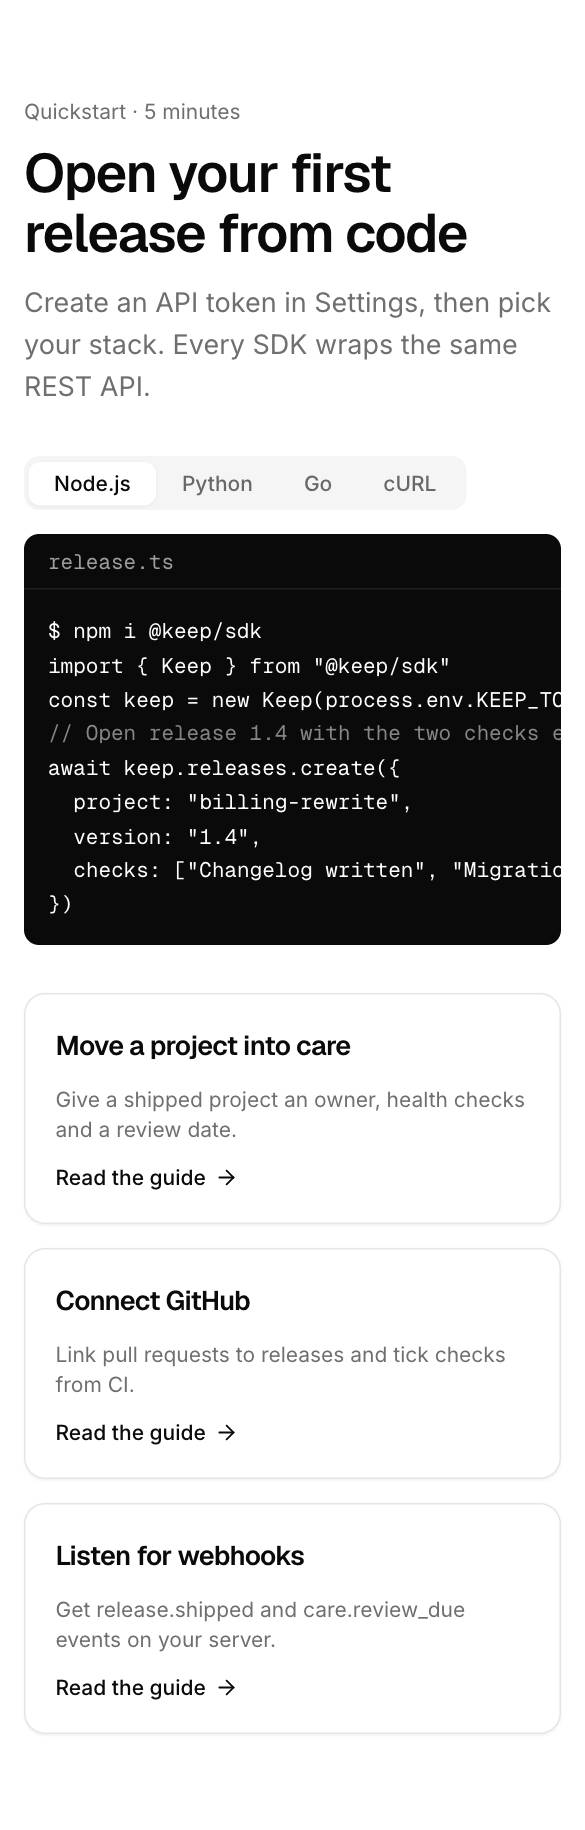 Quickstart · 5 minutes
Open your first
release from code
Create an API token in Settings, then pick
your stack. Every SDK wraps the same
REST API.
Node.js Python Go cURL
release.ts
$ npm i @keep/sdk
import { Keep } from "@keep/sdk"
const keep = new Keep(process.env.KEEP_TO
// Open release 1.4 with the two checks e
await keep.releases.create({
  project: "billing-rewrite",
  version: "1.4",
  checks: ["Changelog written", "Migratio
})
Move a project into care
Give a shipped project an owner, health checks
and a review date.
Read the guide →
Connect GitHub
Link pull requests to releases and tick checks
from CI.
Read the guide →
Listen for webhooks
Get release.shipped and care.review_due
events on your server.
Read the guide →